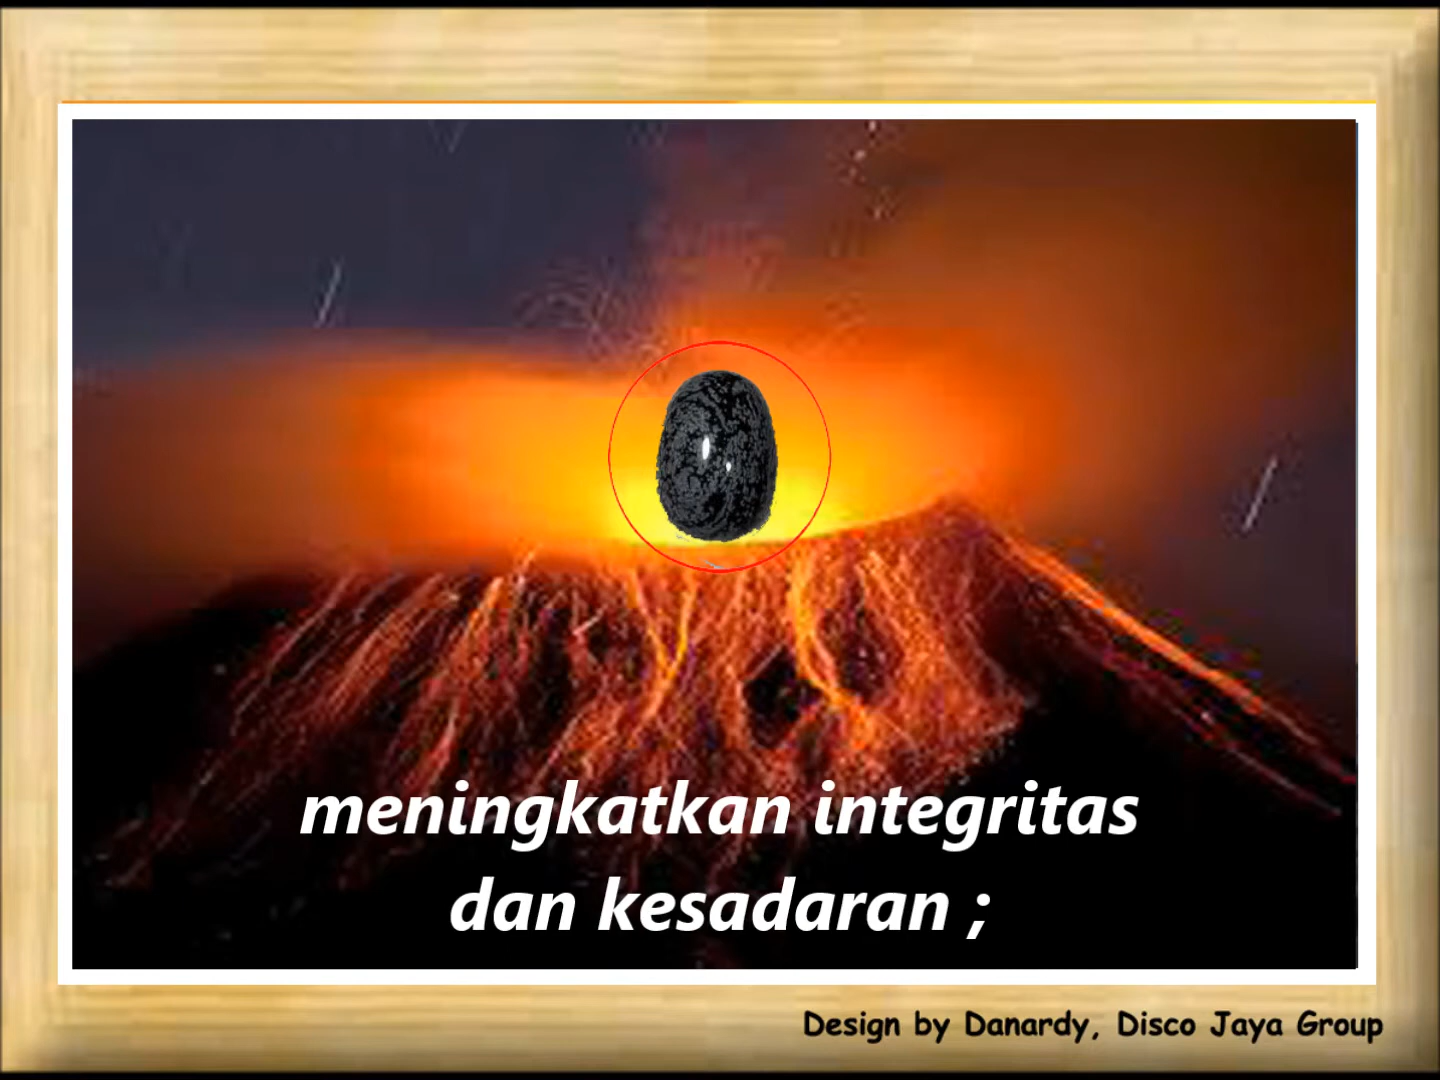 meningkatkan integritas
dan kesadaran ;
Design by Danardy, Disco Jaya Group